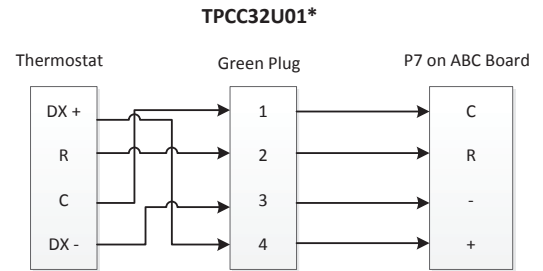 TPCC32U01*
Thermostat
Green Plug
P7 on ABC Board
DX +
1
C
R
2
R
C
3
-
DX -
4
+